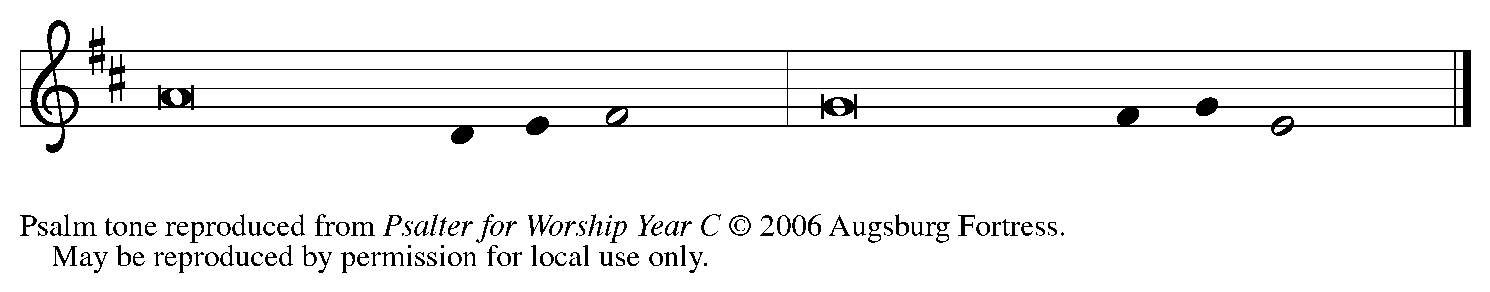 Psalm tone reproduced from Psalter for Worship Year C © 2006 Augsburg Fortress.
May be reproduced by permission for local use only.